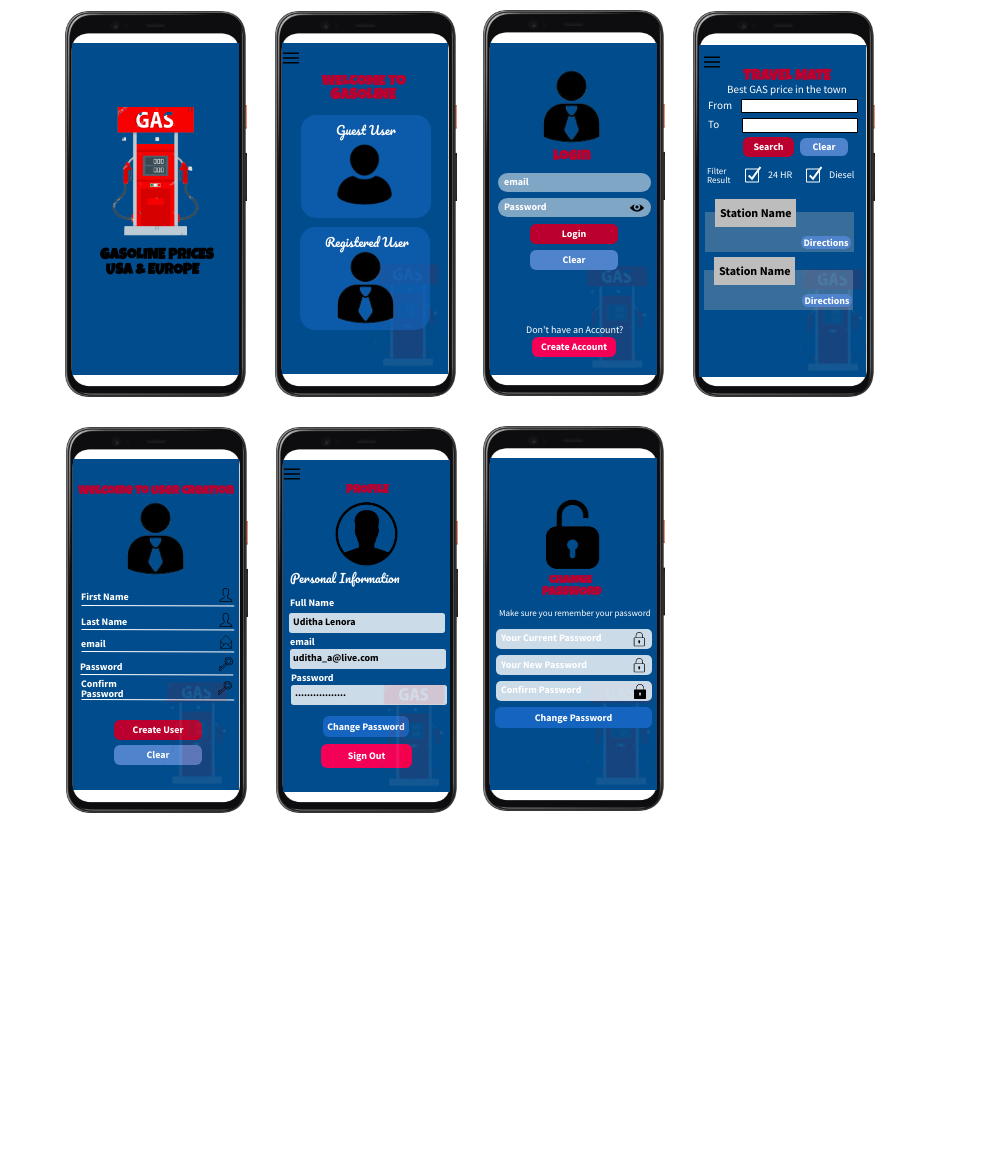 GAS
GASOLINE PRICES
USA & EUROPE
WELCOME TO
GASOLINE
Guest User
Registered User
GAS
LOGIN
email
Password
Login
Clear
GAS
Don't have an Account?
Create Account
TRAVEL MATE
Best GAS price in the town
From
To
Search
Clear
Filter
Result
24 HR
Diesel
Station Name
Directions
Station Name
GAS
Directions
WELCOME TO USER CREATION
First Name
Last Name
email
Password
Confirm
Password
GAS
Create User
Clear
PROFILE
Personal Information
Full Name
Uditha Lenora
email
uditha_a@live.com
Password
.................
GAS
Change Password
Sign Out
CHANGE
PASSWORD
Make sure you remember your password
Your Current Password
Your New Password
Confirm Password
Change Password